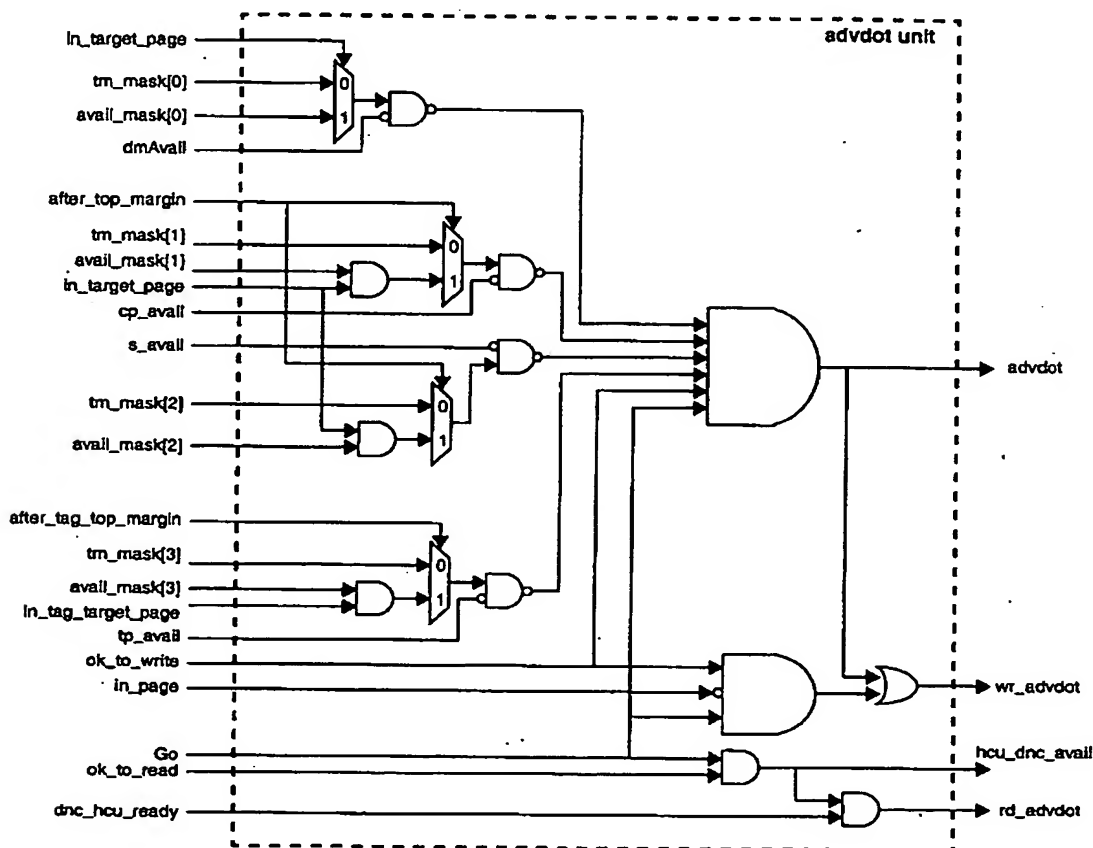 in_target_page
advdot unit
tm_mask[0]
0
avail_mask[0]
1
dmAvail
after_top_margin
tm_mask[1]
0
avail_mask[1]
1
in_target_page
cp_avail
s_avail
advdot
tm_mask[2]
0
avail_mask[2]
1
after_tag_top_margin
tm_mask[3]
0
avail_mask[3]
1
in_tag_target_page
tp_avail
ok_to_write
in_page
wr_advdot
Go
hcu_dnc_avail
ok_to_read
dnc_hcu_ready
rd_advdot